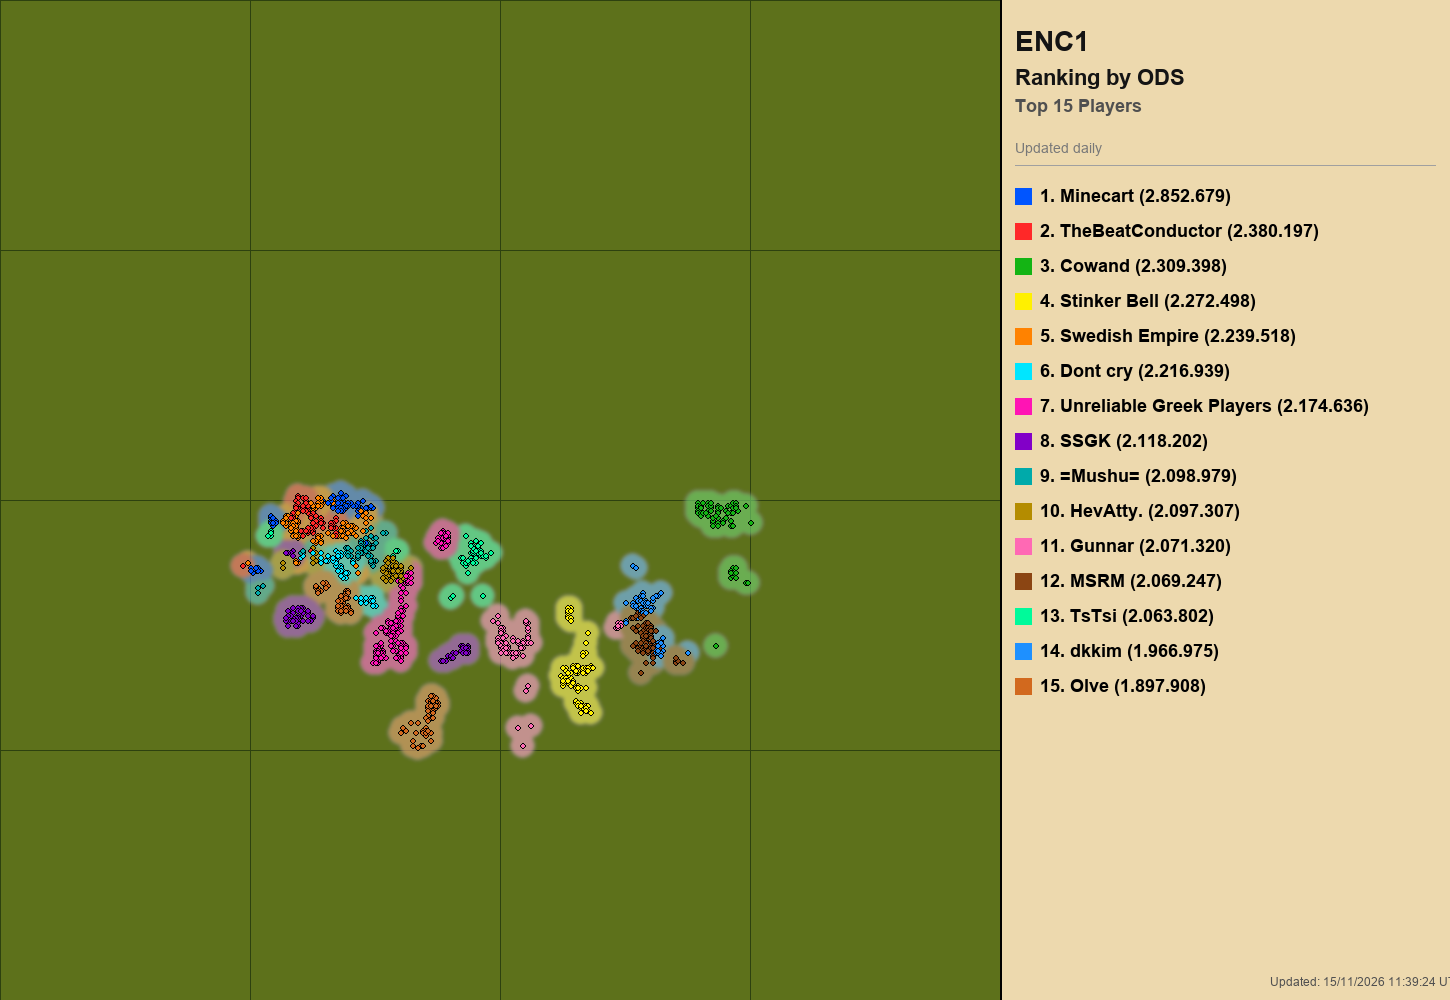 ENC1
Ranking by ODS
Top 15 Players
Updated daily
1. Minecart (2.852.679)
2. TheBeatConductor (2.380.197)
3. Cowand (2.309.398)
4. Stinker Bell (2.272.498)
5. Swedish Empire (2.239.518)
6. Dont cry (2.216.939)
7. Unreliable Greek Players (2.174.636)
8. SSGK (2.118.202)
9. =Mushu= (2.098.979)
10. HevAtty. (2.097.307)
11. Gunnar (2.071.320)
12. MSRM (2.069.247)
13. TsTsi (2.063.802)
14. dkkim (1.966.975)
15. Olve (1.897.908)
Updated: 15/11/2026 11:39:24